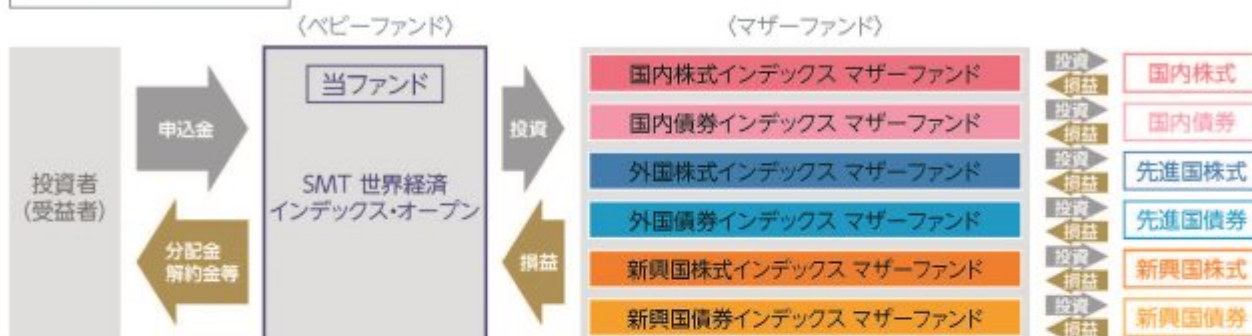 〈ベビーファンド〉
〈マザーファンド〉
投資者
(受益者)
申込金
分配金
解約金等
当ファンド
SMT 世界経済
インデックス・オープン
投資
損益
国内株式インデックス マザーファンド
投資
損益
国内株式
国内債券インデックス マザーファンド
投資
損益
国内債券
外国株式インデックス マザーファンド
投資
損益
先進国株式
外国債券インデックス マザーファンド
投資
損益
先進国債券
新興国株式インデックス マザーファンド
投資
損益
新興国株式
新興国債券インデックス マザーファンド
投資
損益
新興国債券